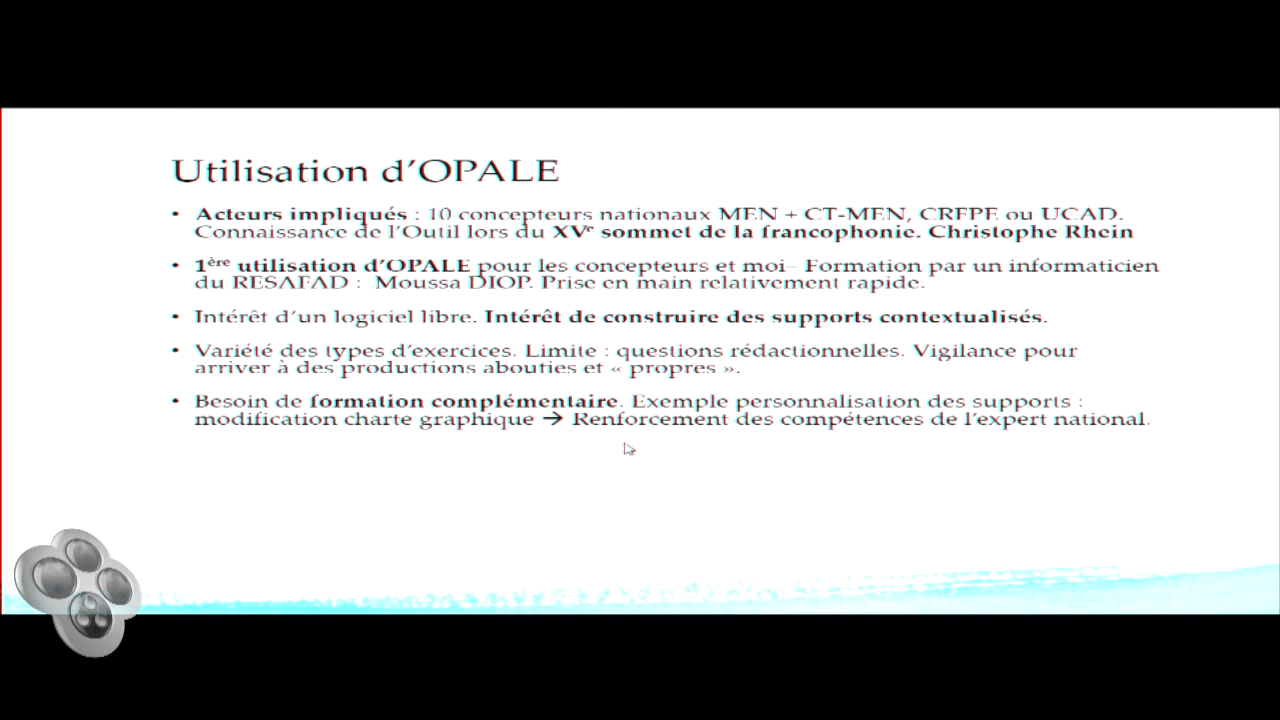 Utilisation d'OPALE
• Acteurs impliqués : 10 concepteurs nationaux MEN + CT-MEN, CRFPE ou UCAD.
Connaissance de l'Outil lors du XVe sommet de la francophonie. Christophe Rhein
• 1ère utilisation d'OPALE pour les concepteurs et moi– Formation par un informaticien
du RESAFAD : Moussa DIOP. Prise en main relativement rapide.
• Intérêt d'un logiciel libre. Intérêt de construire des supports contextualisés.
• Variété des types d'exercices. Limite : questions rédactionnelles. Vigilance pour
arriver à des productions abouties et « propres ».
• Besoin de formation complémentaire. Exemple personnalisation des supports :
modification charte graphique → Renforcement des compétences de l'expert national.